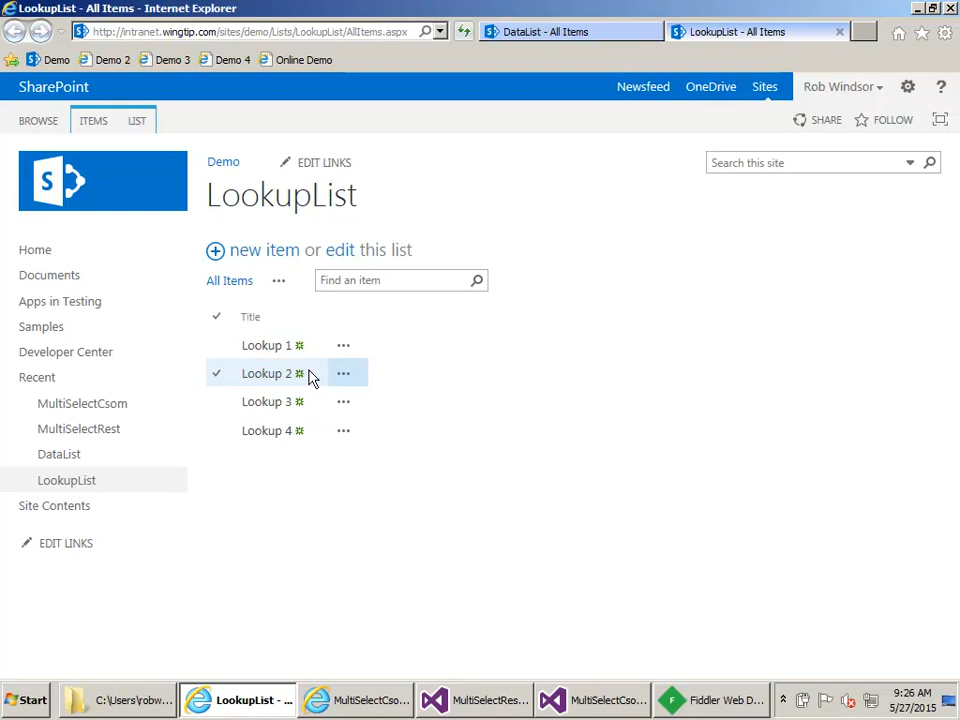 LookupList - All Items - Internet Explorer
http://intranet.wingtip.com/sites/demo/Lists/LookupList/AllItems.aspx
DataList - All Items
LookupList - All Items
Demo
Demo 2
Demo 3
Demo 4
Online Demo
SharePoint
Newsfeed
OneDrive
Sites
Rob Windsor
?
BROWSE
ITEMS
LIST
SHARE
FOLLOW
S
Demo
EDIT LINKS
LookupList
Search this site
Home
Documents
Apps in Testing
Samples
Developer Center
Recent
MultiSelectCsom
MultiSelectRest
DataList
LookupList
Site Contents
EDIT LINKS
new item or edit this list
All Items
Find an item
Title
Lookup 1
Lookup 2
Lookup 3
Lookup 4
Start
C:\Users\robw...
LookupList - ...
MultiSelectCso...
MultiSelectRes...
MultiSelectCso...
Fiddler Web D...
9:26 AM
5/27/2015